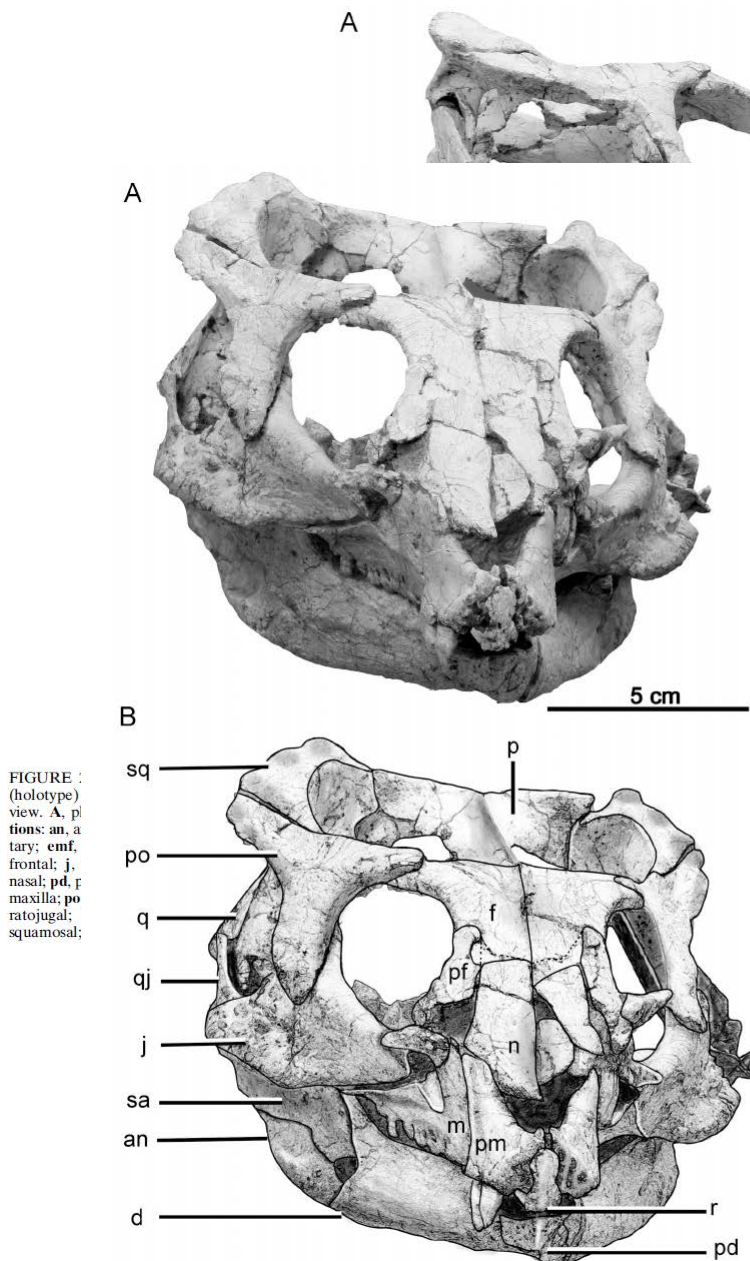 A
A
5 cm
B
p
sq
po
f
q
pf
qj
n
j
sa
m
pm
an
d
r
pd
FIGURE
(holotype)
view. A,
tions: an,
tary; emf,
frontal; j,
nasal; pd,
maxilla; po
ratojugal;
squamosal;